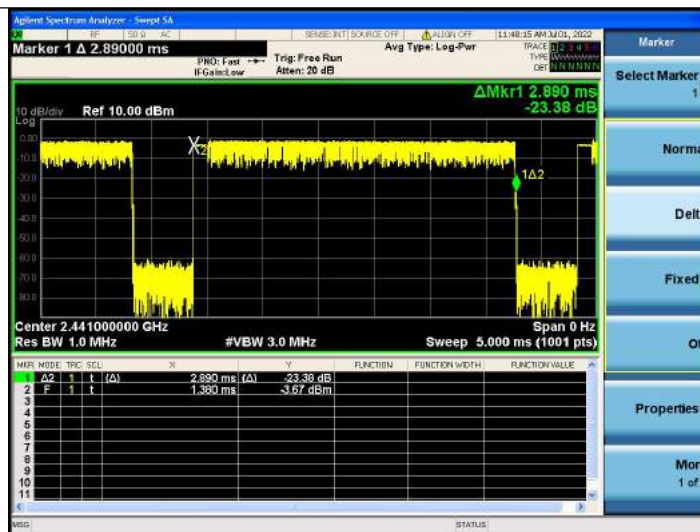 Agilent Spectrum Analyzer - Swept SA
RF 50 Ω AC SENSE:INT SOURCE OFF ALIGN OFF 11:48:15 AM Jul 01, 2022
Marker 1 Δ 2.89000 ms
PNO: Fast
IFGain:Low
Trig: Free Run
Atten: 20 dB
Avg Type: Log-Pwr
TRACE 1 2 3 4 5 6
TYPE
DET N N N N N N
ΔMkr1 2.890 ms
-23.38 dB
10 dB/div Ref 10.00 dBm
Log
0.00
-10.0
-20.0
-30.0
-40.0
-50.0
-60.0
-70.0
-80.0
X2
1Δ2
Center 2.441000000 GHz Span 0 Hz
Res BW 1.0 MHz #VBW 3.0 MHz Sweep 5.000 ms (1001 pts)
MKR MODE TRC SCL X Y FUNCTION FUNCTION WIDTH FUNCTION VALUE
1 Δ2 1 t (Δ) 2.890 ms (Δ) -23.38 dB
2 F 1 t 1.380 ms -3.67 dBm
3
4
5
6
7
8
9
10
11
MSG STATUS
Marker
Select Marker
1
Norma
Delt
Fixed
Of
Properties
Mor
1 of